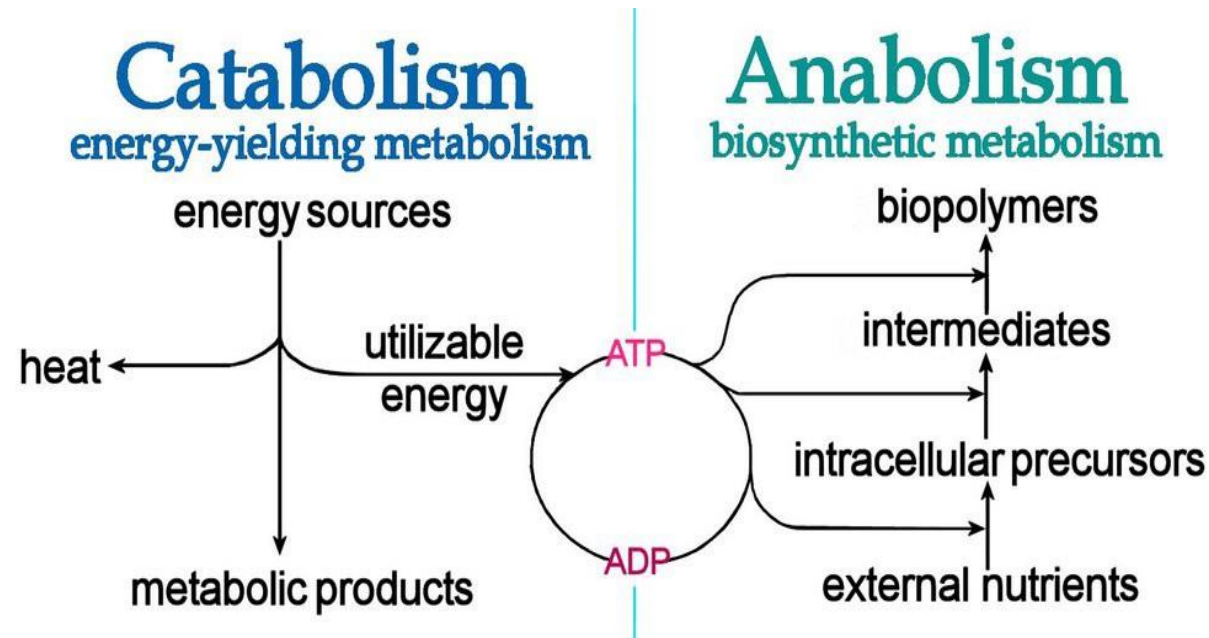 Catabolism
energy-yielding metabolism
energy sources
heat
utilizable
energy
metabolic products
ATP
ADP
Anabolism
biosynthetic metabolism
biopolymers
intermediates
intracellular precursors
external nutrients